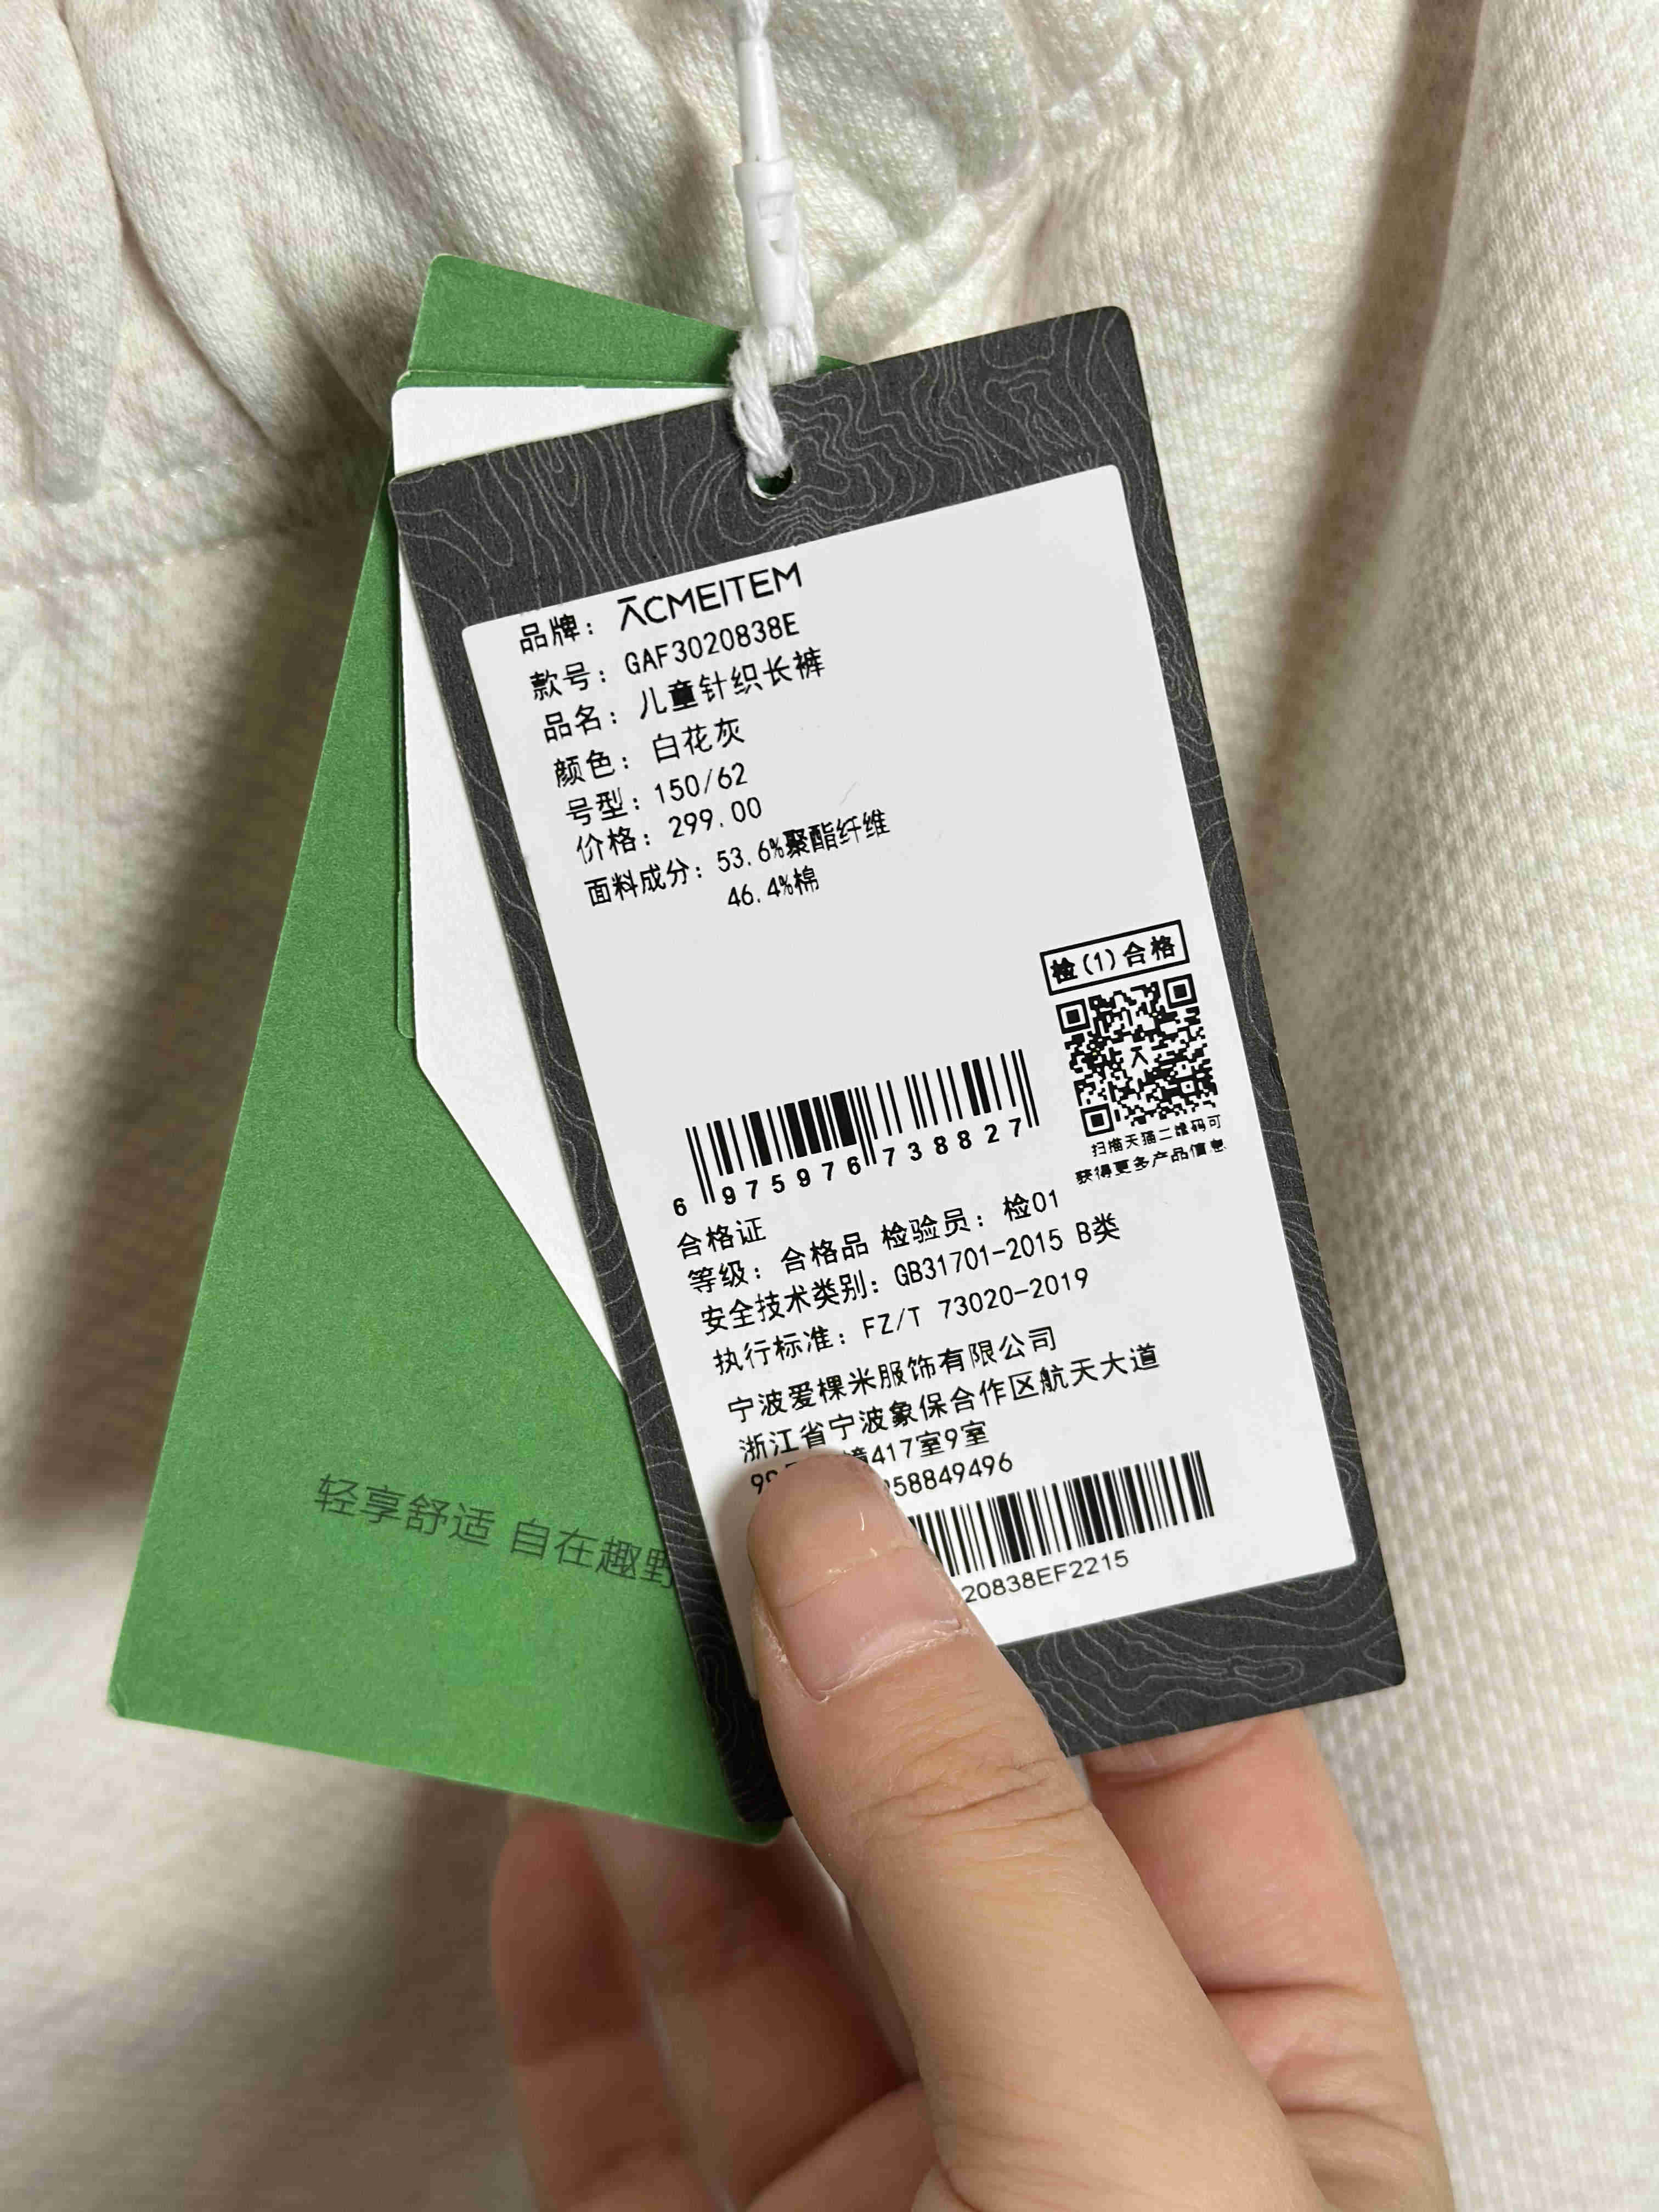 品牌: ACMEITEM
款号: GAF3020838E
品名: 儿童针织长裤
颜色: 白花灰
号型: 150/62
价格: 299.00
面料成分: 53.6%聚酯纤维
46.4%棉
检(1)合格
扫描天猫二维码可
获得更多产品信息
6 975976 738827
合格证
等级: 合格品 检验员: 检01
安全技术类别: GB31701-2015 B类
执行标准: FZ/T 73020-2019
宁波爱棵米服饰有限公司
浙江省宁波象保合作区航天大道
417室9室
58849496
20838EF2215
轻享舒适 自在趣野